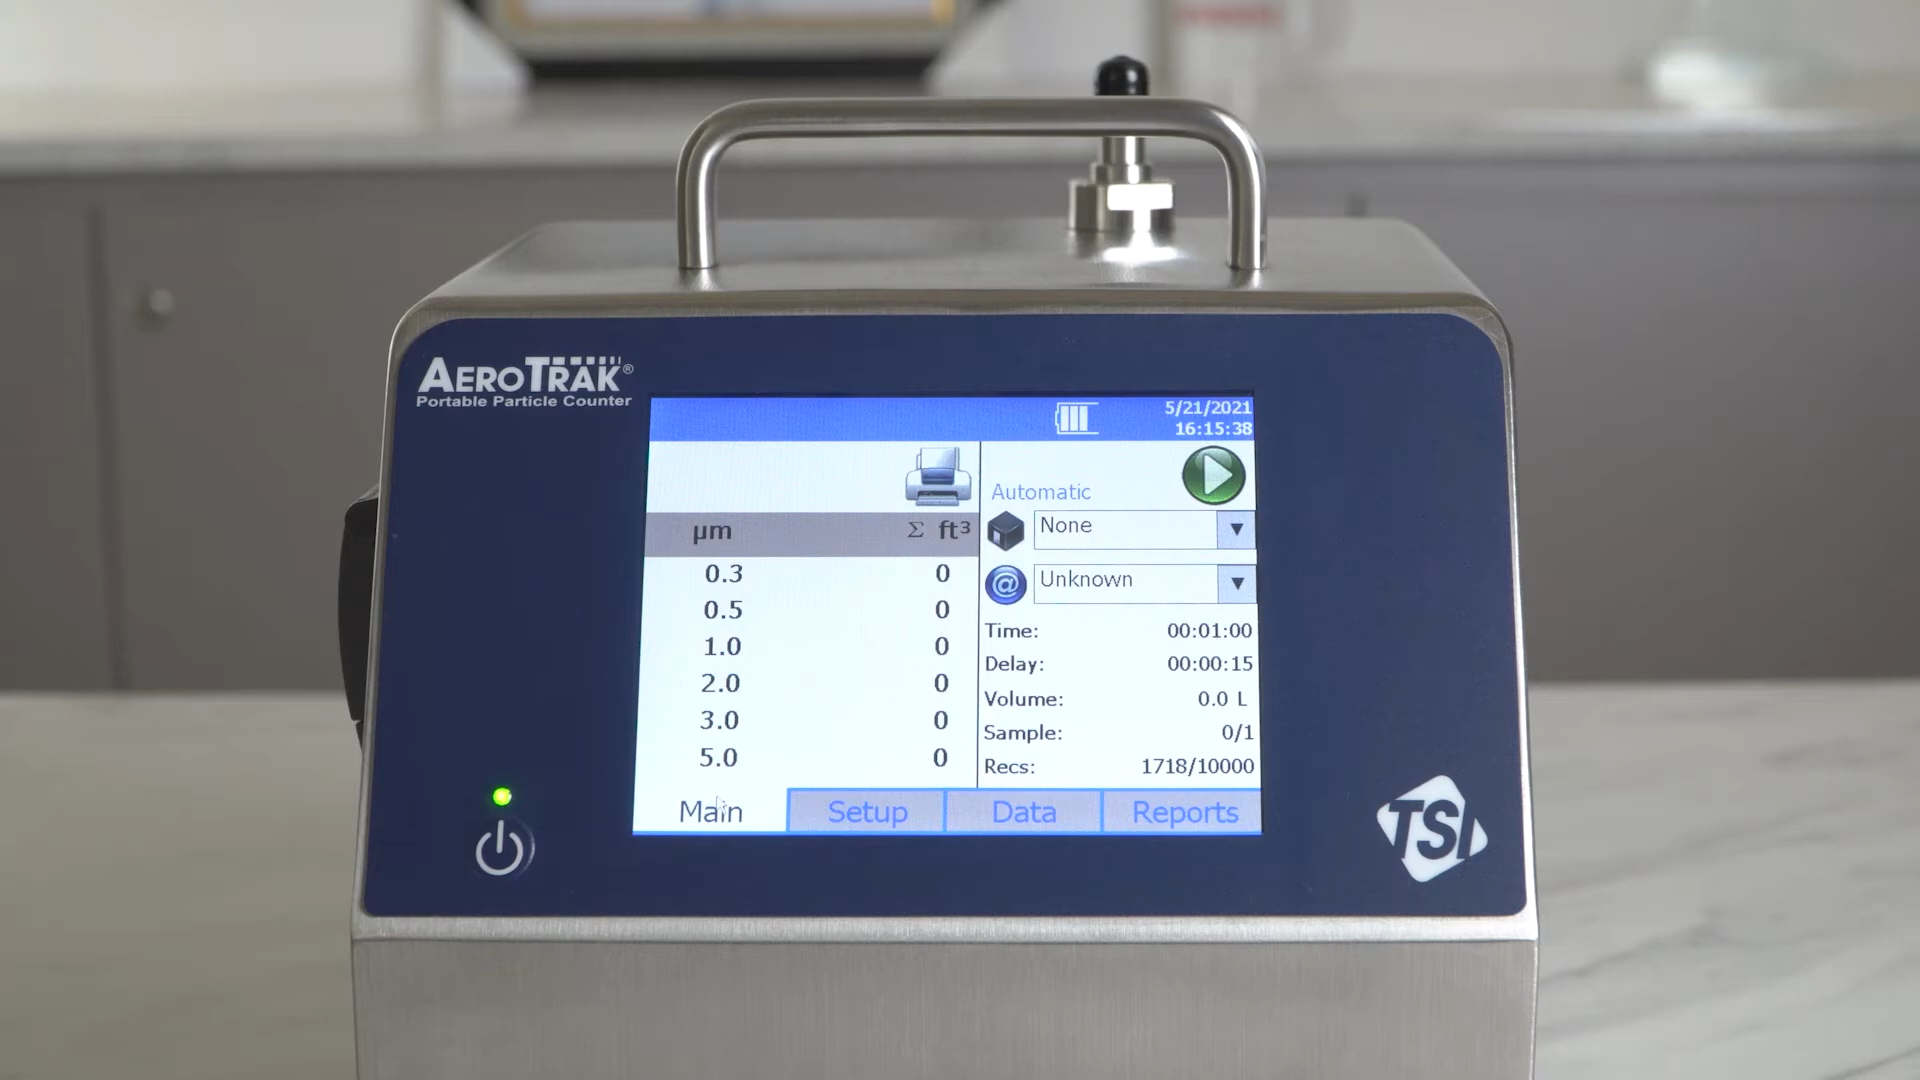 AEROTRAK®
Portable Particle Counter
5/21/2021
16:15:38
Automatic
µm Σ ft³
None
0.3 0
@ Unknown
0.5 0
1.0 0
2.0 0
3.0 0
5.0 0
Time: 00:01:00
Delay: 00:00:15
Volume: 0.0 L
Sample: 0/1
Recs: 1718/10000
Main Setup Data Reports
TSI